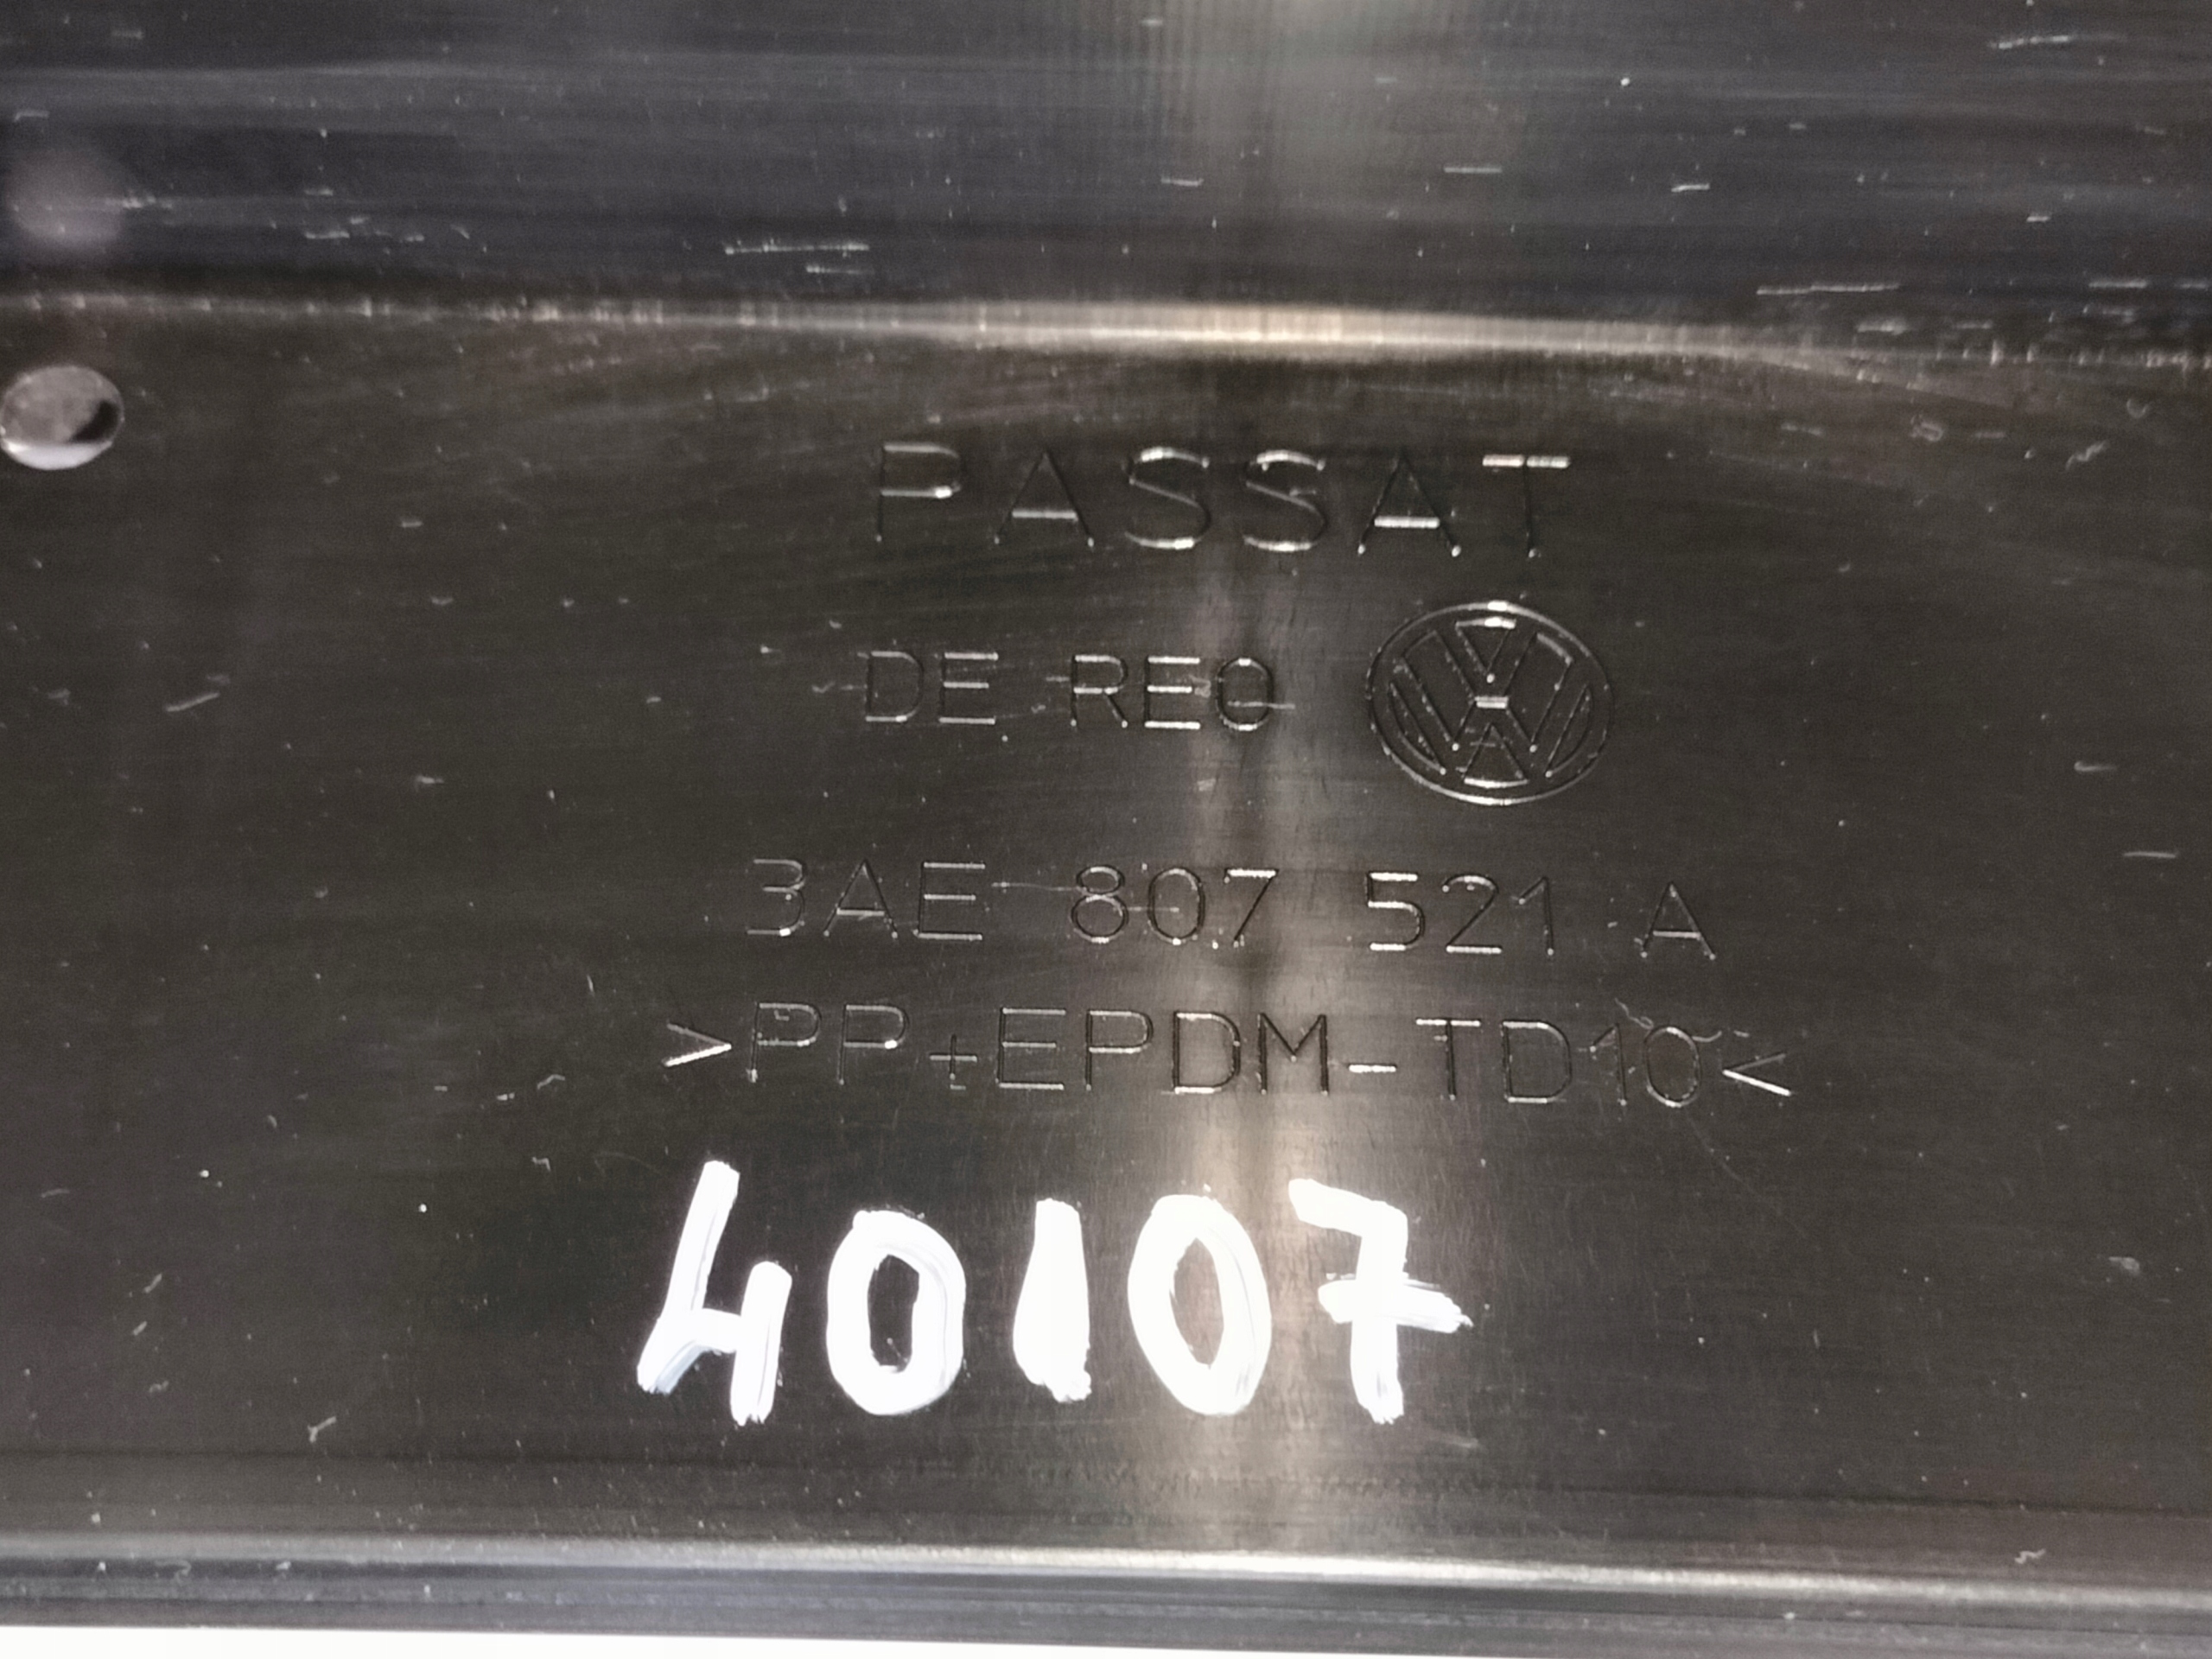 PASSAT
DE REO
3AE 807 521 A
>PP+EPDM-TD10<
40107